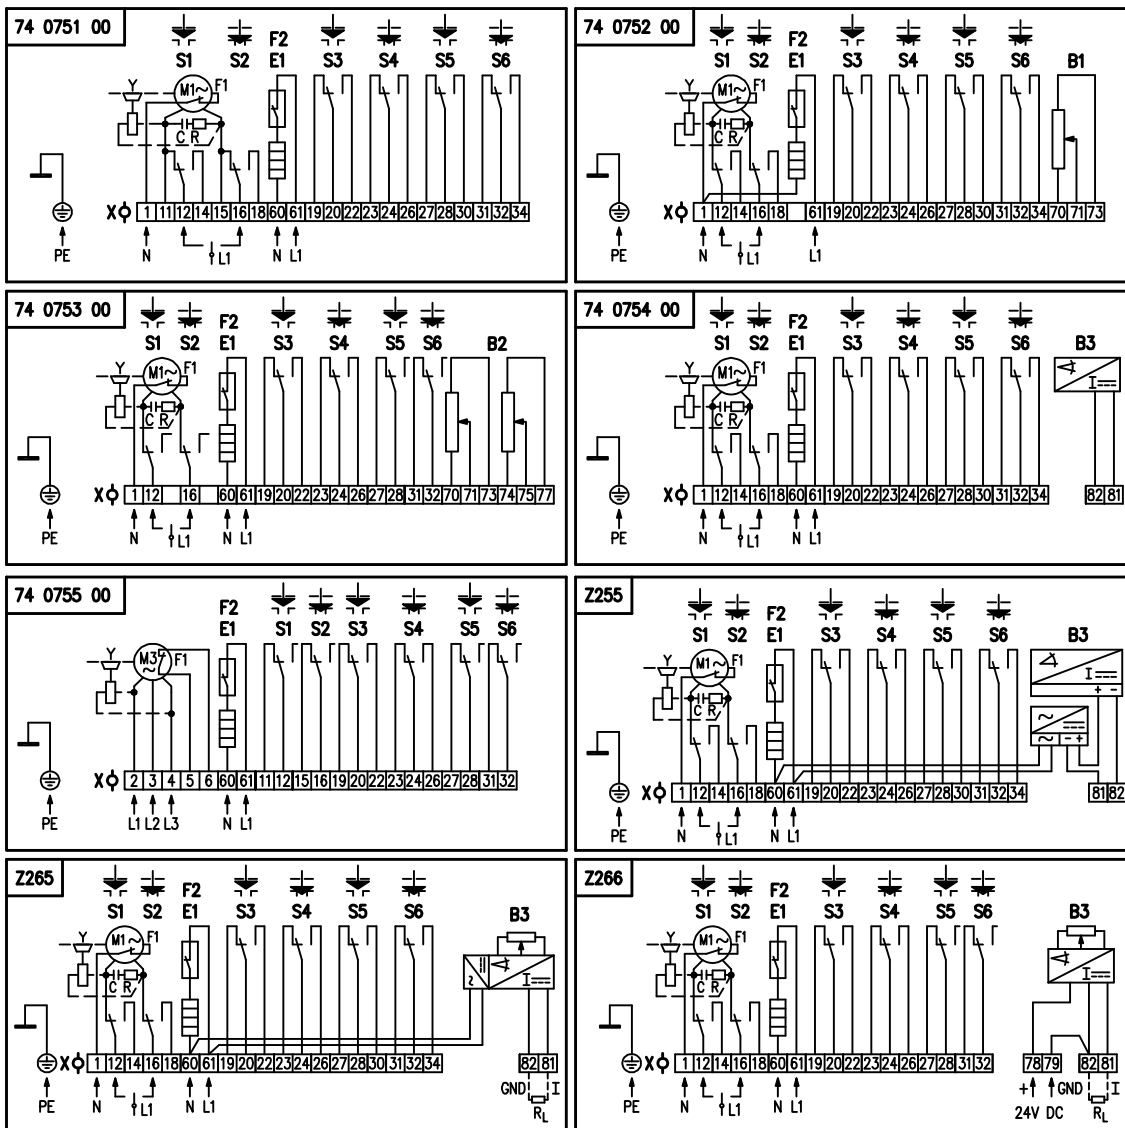 74 0751 00
S1 S2 F2 E1 S3 S4 S5 S6
Y M1~ F1
C R
X 1 11 12 14 15 16 18 60 61 19 20 22 23 24 26 27 28 30 31 32 34
PE N L1 N L1
74 0752 00
S1 S2 F2 E1 S3 S4 S5 S6 B1
Y M1~ F1
C R
X 1 12 14 16 18 61 19 20 22 23 24 26 27 28 30 31 32 34 70 71 73
PE N L1 L1
74 0753 00
S1 S2 F2 E1 S3 S4 S5 S6 B2
Y M1~ F1
C R
X 1 12 16 60 61 19 20 22 23 24 26 27 28 31 32 70 71 73 74 75 77
PE N L1 N L1
74 0754 00
S1 S2 F2 E1 S3 S4 S5 S6 B3
Y M1~ F1 I
C R
X 1 12 14 16 18 60 61 19 20 22 23 24 26 27 28 30 31 32 34 82 81
PE N L1 N L1
74 0755 00
F2 E1 S1 S2 S3 S4 S5 S6
Y M3~ F1
X 2 3 4 5 6 60 61 11 12 15 16 19 20 22 23 24 26 27 28 31 32
PE L1 L2 L3 N L1
Z255
S1 S2 F2 E1 S3 S4 S5 S6 B3
Y M1~ F1 I
+ -
~
~ - +
C R
X 1 12 14 16 18 60 61 19 20 22 23 24 26 27 28 30 31 32 34 81 82
PE N L1 N L1
Z265
S1 S2 F2 E1 S3 S4 S5 S6 B3
Y M1~ F1 ~ I
C R
X 1 12 14 16 18 60 61 19 20 22 23 24 26 27 28 30 31 32 34 82 81
PE N L1 N L1 GND I
RL
Z266
S1 S2 F2 E1 S3 S4 S5 S6 B3
Y M1~ F1 I
C R
X 1 12 14 16 18 60 61 19 20 22 23 24 26 27 28 31 32 78 79 82 81
PE N L1 N L1 + GND I
24V DC RL